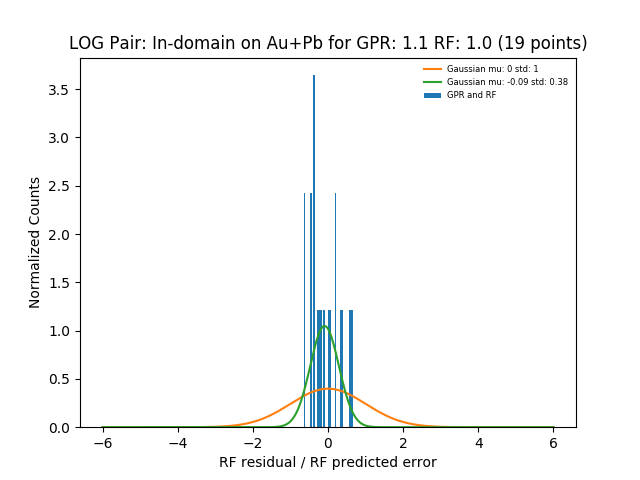 LOG Pair: In-domain on Au+Pb for GPR: 1.1 RF: 1.0 (19 points)
Gaussian mu: 0 std: 1
Gaussian mu: -0.09 std: 0.38
GPR and RF
Normalized Counts
3.5
3.0
2.5
2.0
1.5
1.0
0.5
0.0
−6
−4
−2
0
2
4
6
RF residual / RF predicted error